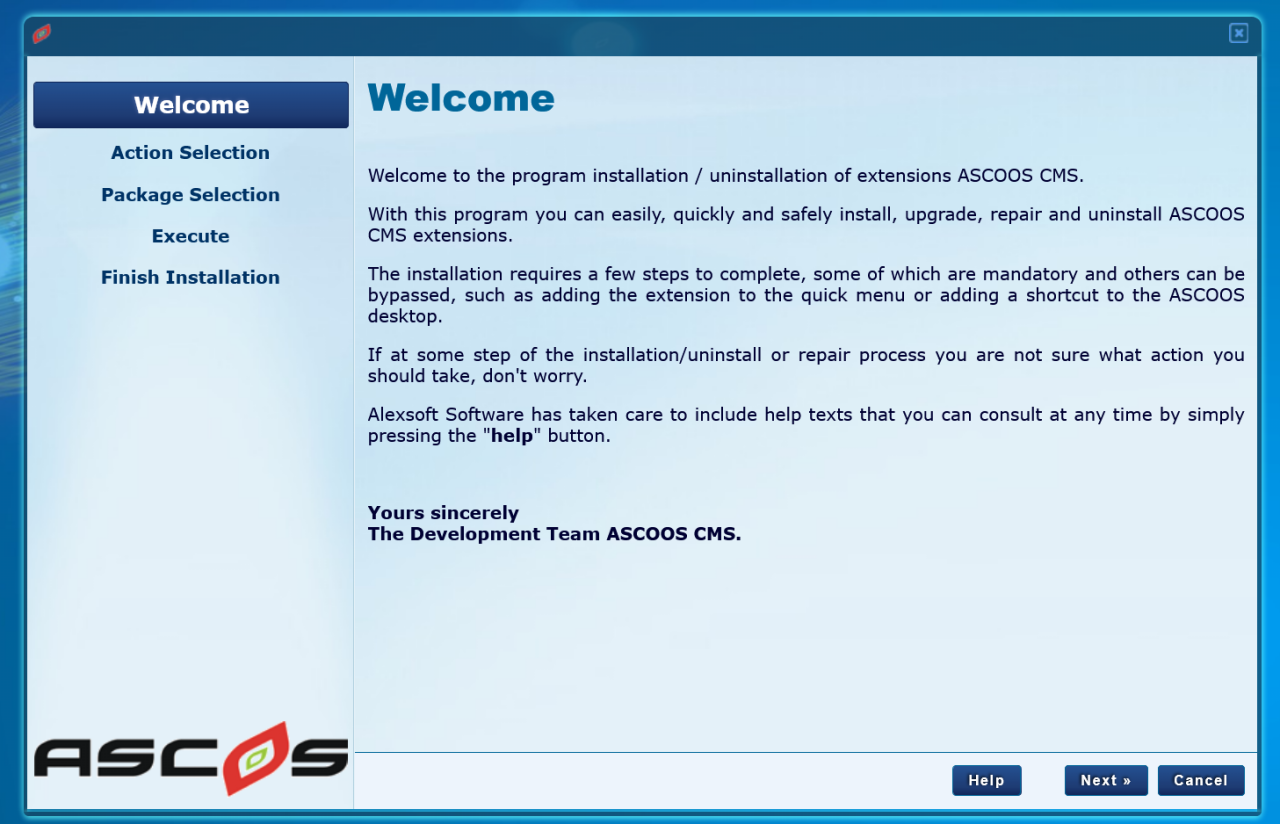 Welcome
Action Selection
Package Selection
Execute
Finish Installation
ASCOS
Welcome
Welcome to the program installation / uninstallation of extensions ASCOOS CMS.
With this program you can easily, quickly and safely install, upgrade, repair and uninstall ASCOOS
CMS extensions.
The installation requires a few steps to complete, some of which are mandatory and others can be
bypassed, such as adding the extension to the quick menu or adding a shortcut to the ASCOOS
desktop.
If at some step of the installation/uninstall or repair process you are not sure what action you
should take, don't worry.
Alexsoft Software has taken care to include help texts that you can consult at any time by simply
pressing the "help" button.
Yours sincerely
The Development Team ASCOOS CMS.
Help
Next »
Cancel